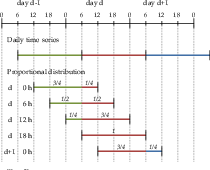 day d-1 day d day d+1
0 6 12 18 0 6 12 18 0 6 12 18 0
Daily time series
Proportional distribution
d 0 h 3/4 1/4
d 6 h 1/2 1/2
d 12 h 1/4 3/4
d 18 h 1
d+1 0 h 3/4 1/4